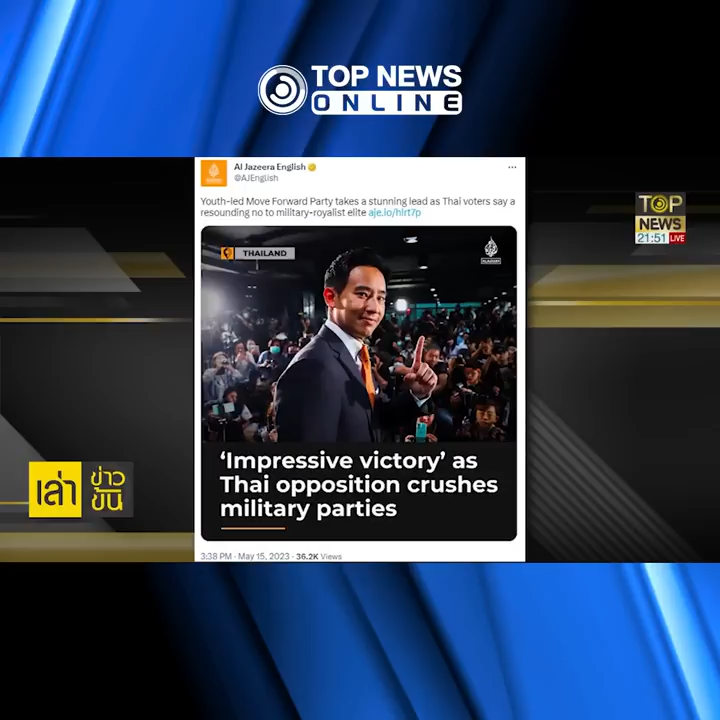 TOP NEWS
ONLINE
Al Jazeera English
@AJEnglish
Youth-led Move Forward Party takes a stunning lead as Thai voters say a
resounding no to military-royalist elite aje.io/hlrt7p
THAILAND
ALJAZEERA
‘Impressive victory’ as
Thai opposition crushes
military parties
3:38 PM · May 15, 2023 · 36.2K Views
TOP
NEWS
21:51 LIVE
เล่า
ข่าว
ข้น